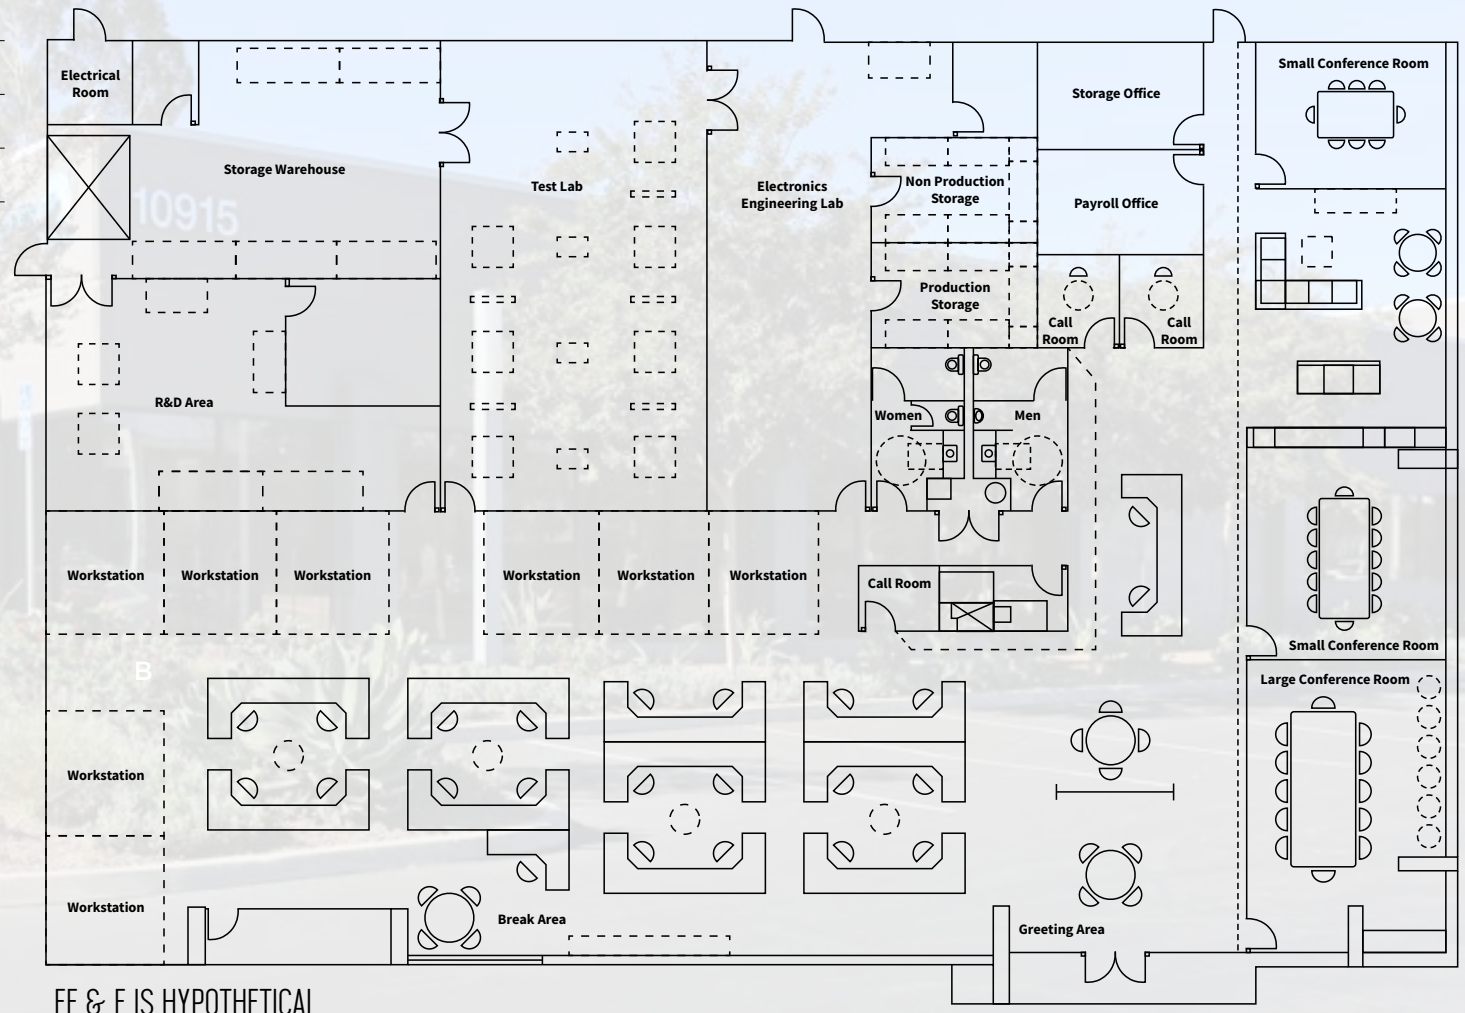 Electrical
Room
Small Conference Room
Storage Office
Storage Warehouse
Test Lab
Electronics
Engineering Lab
Non Production
Storage
Payroll Office
10915
Production
Storage
Call
Room
Call
Room
R&D Area
Women
Men
Workstation
Workstation
Workstation
Workstation
Workstation
Workstation
Call Room
Small Conference Room
B
Large Conference Room
Workstation
Workstation
Break Area
Greeting Area
FF & E IS HYPOTHETICAL